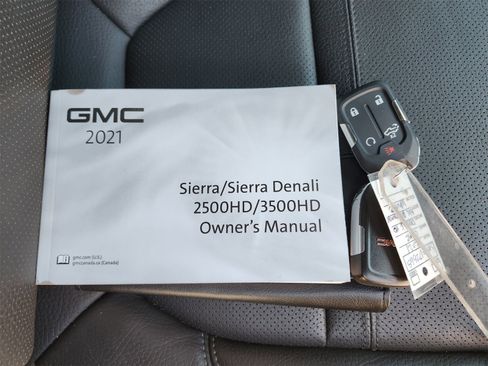 GMC
2021
Sierra/Sierra Denali
2500HD/3500HD
Owner's Manual
gmc.com (U.S.)
gmccanada.ca (Canada)